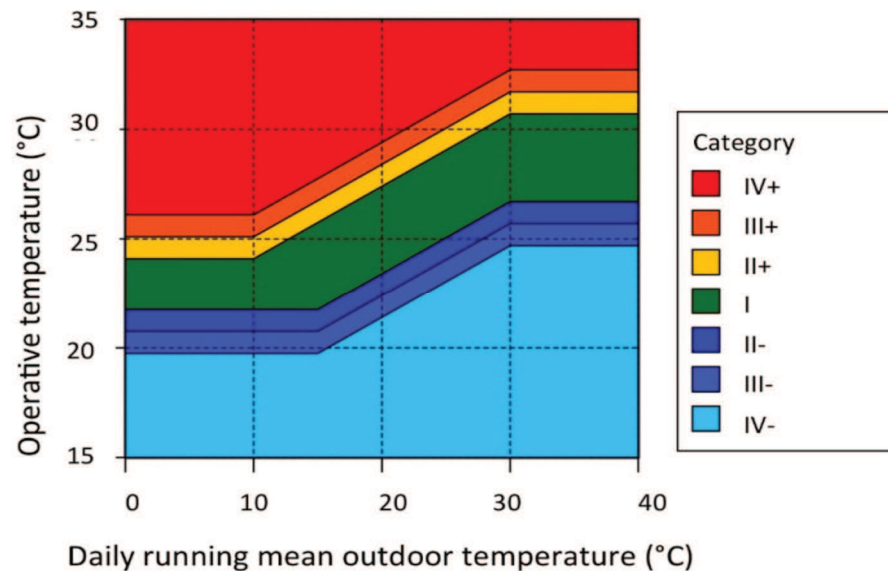 35
30
25
20
15
Operative temperature (°C)
0 10 20 30 40
Daily running mean outdoor temperature (°C)
Category
IV+
III+
II+
I
II-
III-
IV-